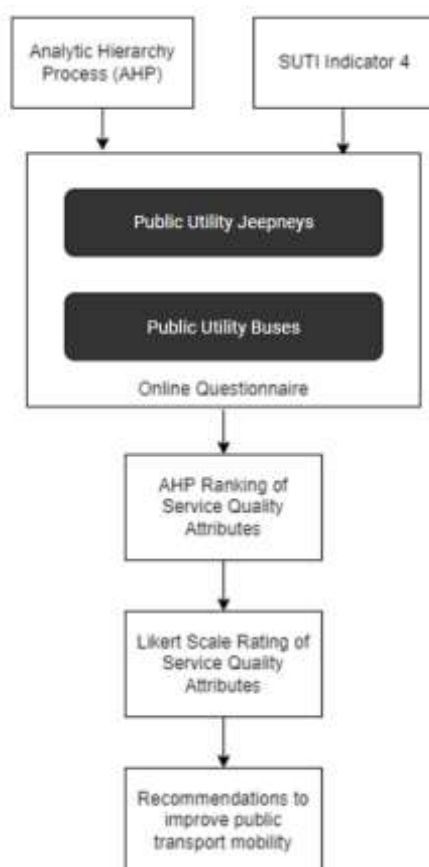 Analytic Hierarchy
Process (AHP)
SUTI Indicator 4
Public Utility Jeepneys
Public Utility Buses
Online Questionnaire
AHP Ranking of
Service Quality
Attributes
Likert Scale Rating of
Service Quality
Attributes
Recommendations to
improve public
transport mobility